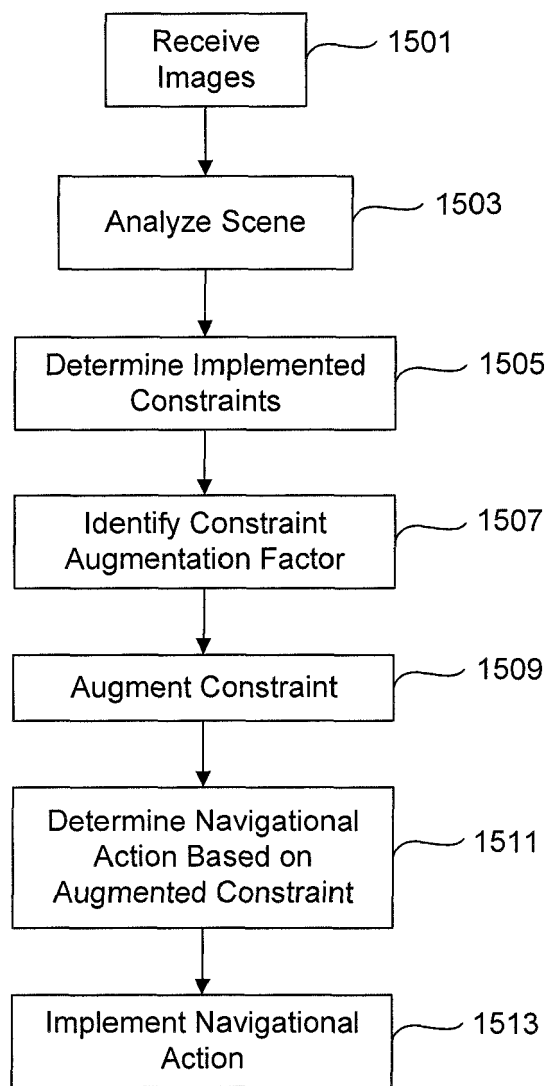 Receive
Images
1501
Analyze Scene
1503
Determine Implemented
Constraints
1505
Identify Constraint
Augmentation Factor
1507
Augment Constraint
1509
Determine Navigational
Action Based on
Augmented Constraint
1511
Implement Navigational
Action
1513